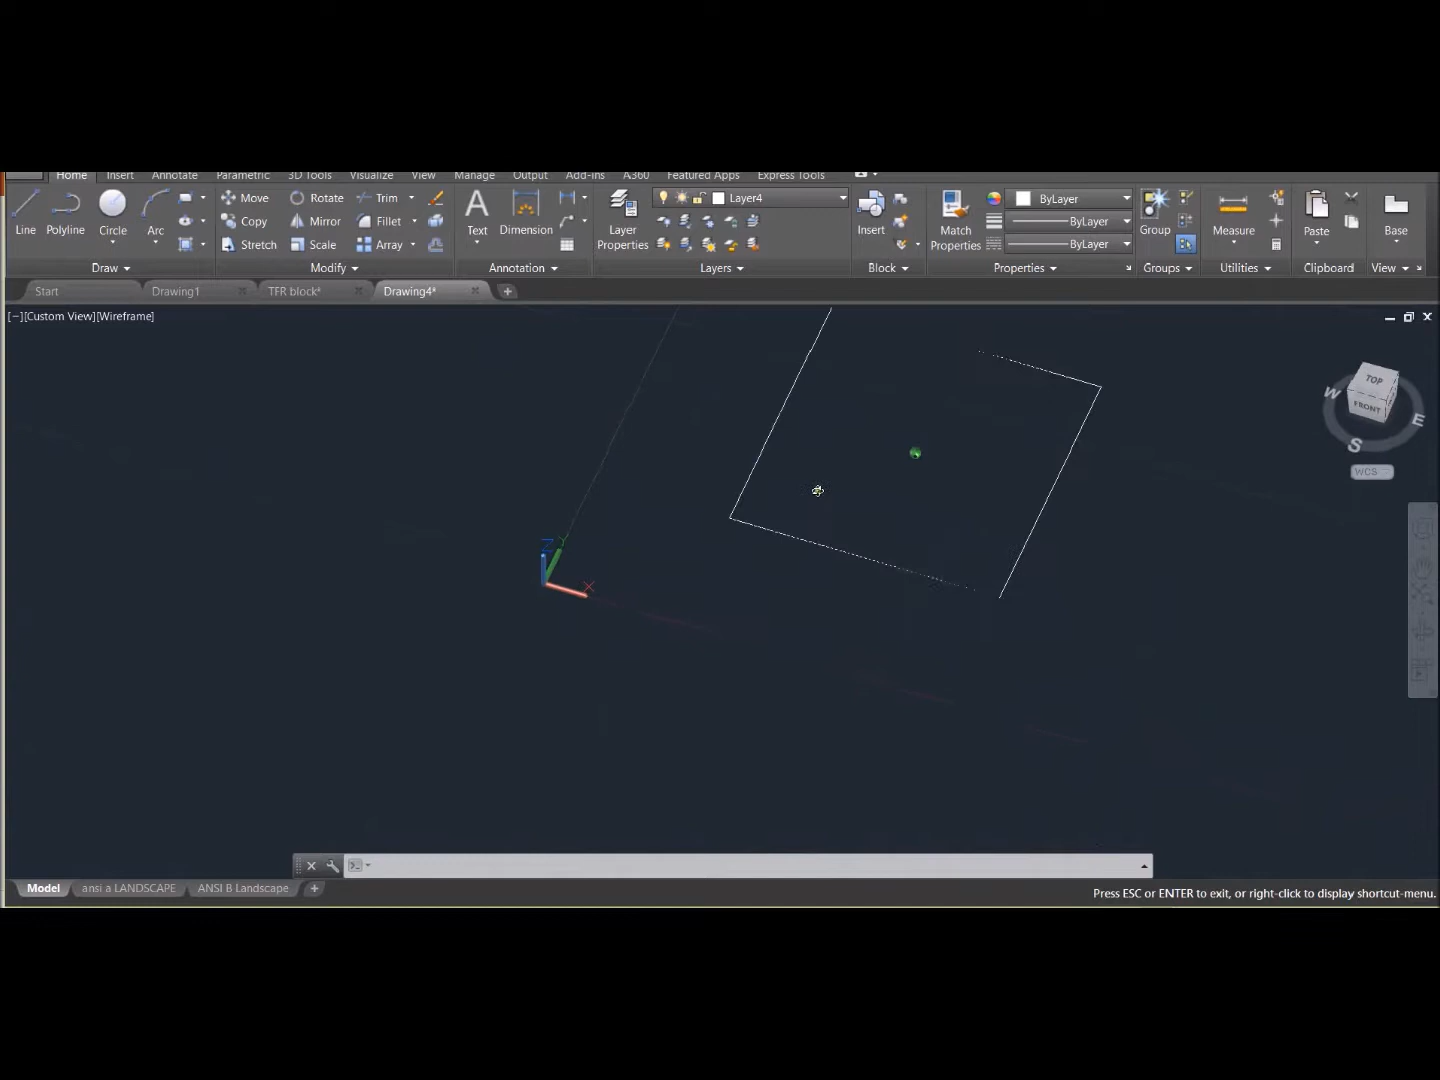 Home Insert Annotate Parametric 3D Tools Visualize View Manage Output Add-ins A360 Featured Apps Express Tools
Line Polyline Circle Arc
Move Rotate Trim
Copy Mirror Fillet
Stretch Scale Array
Text Dimension
Layer Properties
Layer4
Insert
Match Properties
ByLayer
ByLayer
ByLayer
Group Measure Paste Base
Draw Modify Annotation Layers Block Properties Groups Utilities Clipboard View
Start Drawing1 TFR block* Drawing4* +
[−][Custom View][Wireframe]
TOP
FRONT
W E
S
WCS
Z Y
X
Model ansi a LANDSCAPE ANSI B Landscape +
Press ESC or ENTER to exit, or right-click to display shortcut-menu.